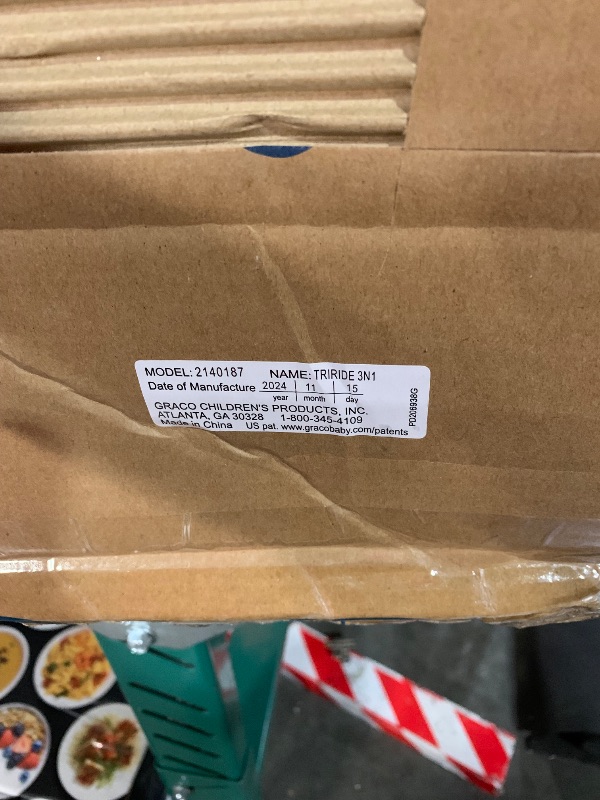 MODEL: 2140187 NAME: TRIRIDE 3N1
Date of Manufacture 2024 | 11 | 15
year | month | day
GRACO CHILDREN'S PRODUCTS, INC.
ATLANTA, GA 30328 1-800-345-4109
Made in China US pat. www.gracobaby.com/patents
PD206938G